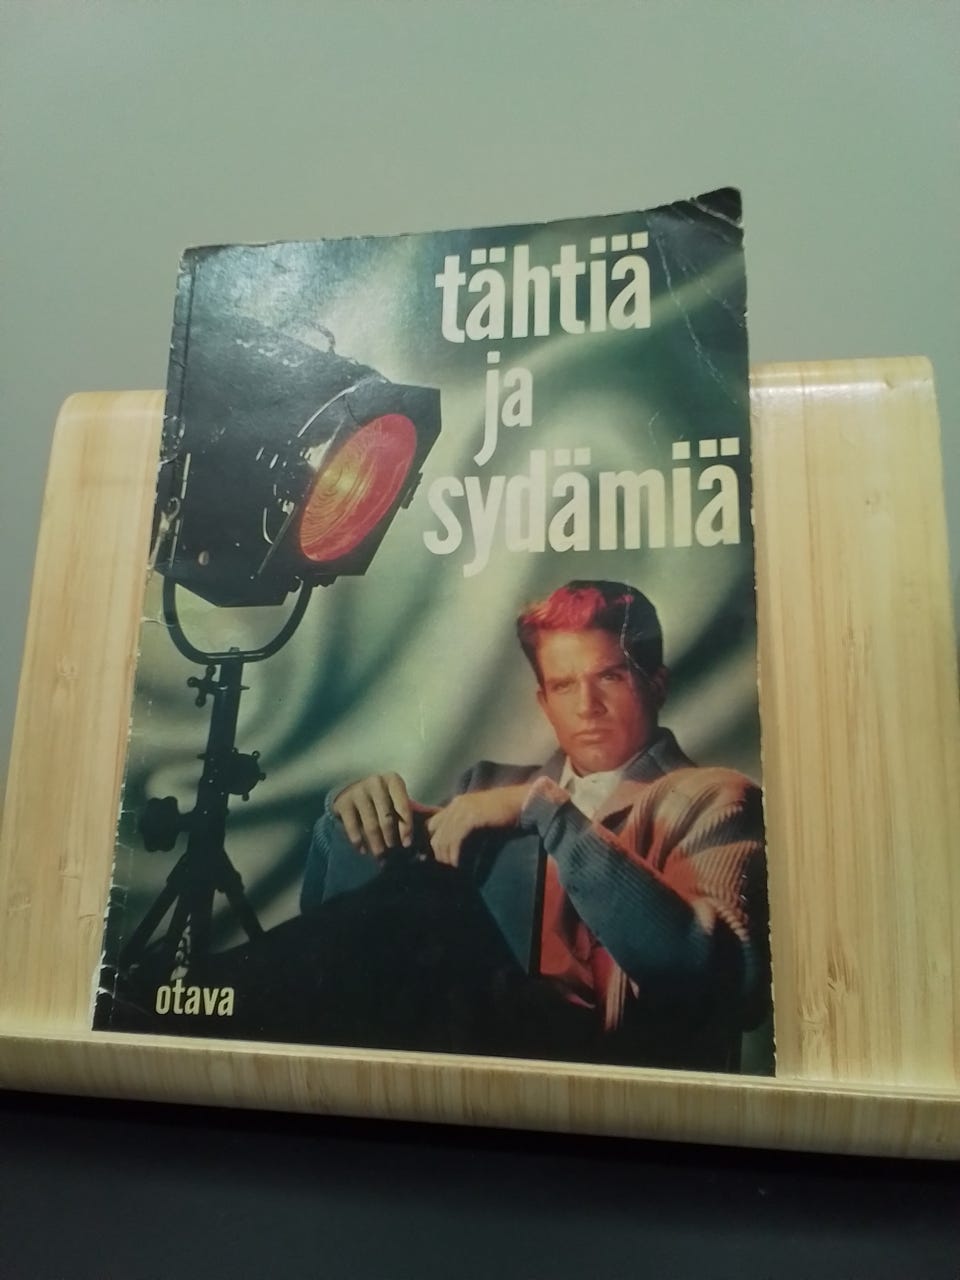 tähtiä
ja
sydämiä
otava